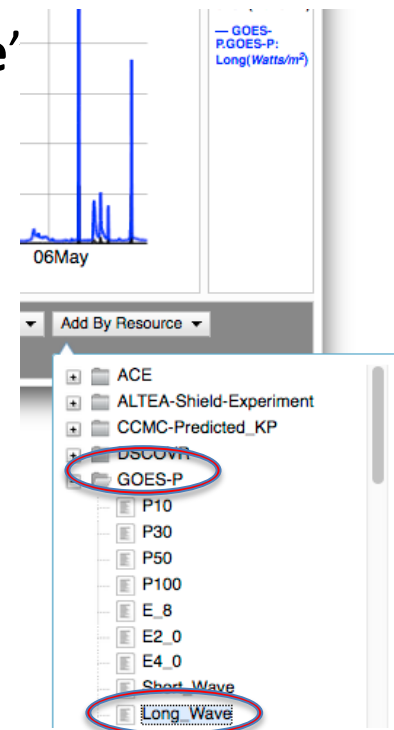 e’
— GOES-
P.GOES-P:
Long(Watts/m²)
06May
Add By Resource
ACE
ALTEA-Shield-Experiment
CCMC-Predicted_KP
DSCOVR
GOES-P
P10
P30
P50
P100
E_8
E2_0
E4_0
Short_Wave
Long_Wave